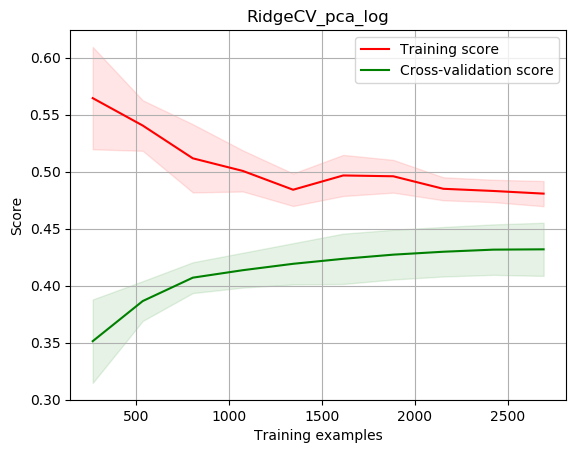 RidgeCV_pca_log
Training score
Cross-validation score
0.60
0.55
0.50
0.45
0.40
0.35
0.30
Score
500
1000
1500
2000
2500
Training examples